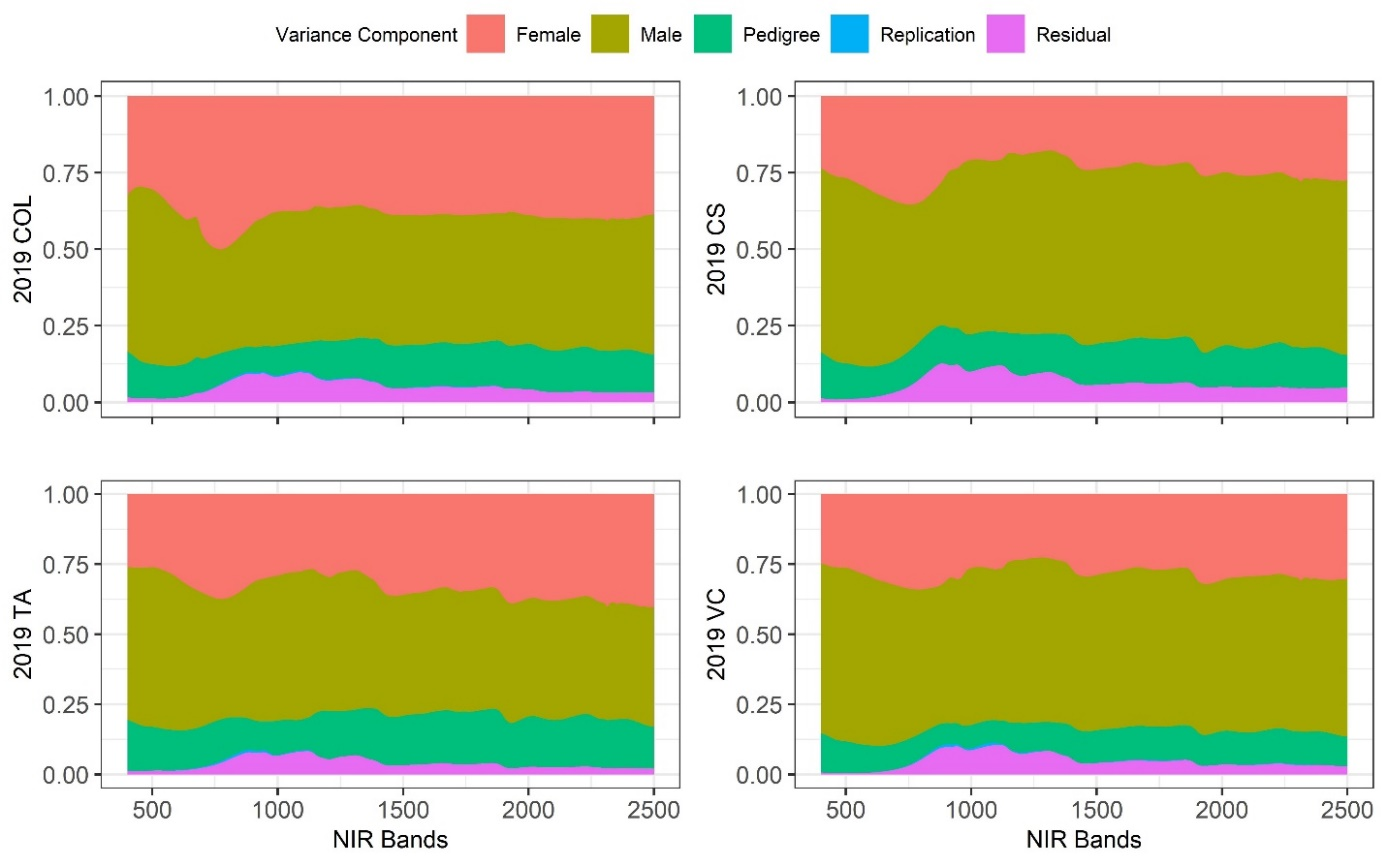 Variance Component Female Male Pedigree Replication Residual
2019 COL
1.00
0.75
0.50
0.25
0.00
2019 CS
1.00
0.75
0.50
0.25
0.00
2019 TA
1.00
0.75
0.50
0.25
0.00
500 1000 1500 2000 2500
NIR Bands
2019 VC
1.00
0.75
0.50
0.25
0.00
500 1000 1500 2000 2500
NIR Bands